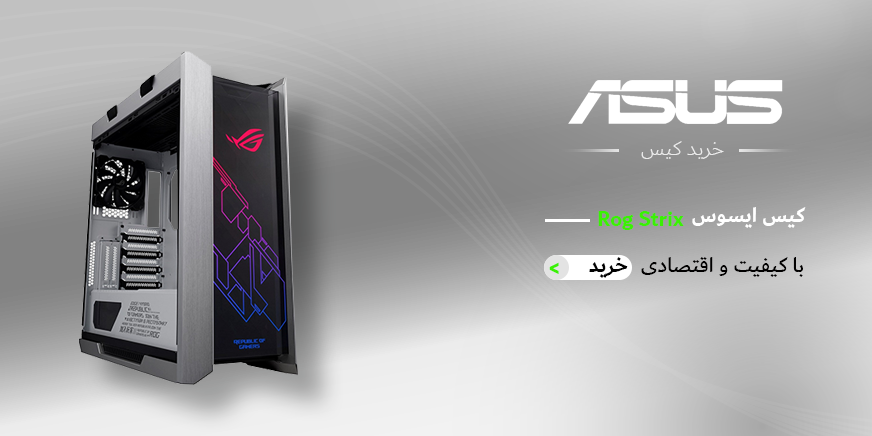 ASUS
خرید کیس
کیس ایسوس Rog Strix
با کیفیت و اقتصادی خرید >
REPUBLIC OF
GAMERS